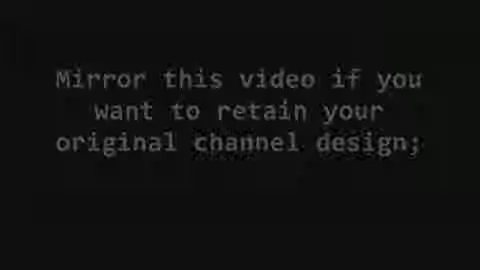 Mirror this video if you
want to retain your
original channel design;